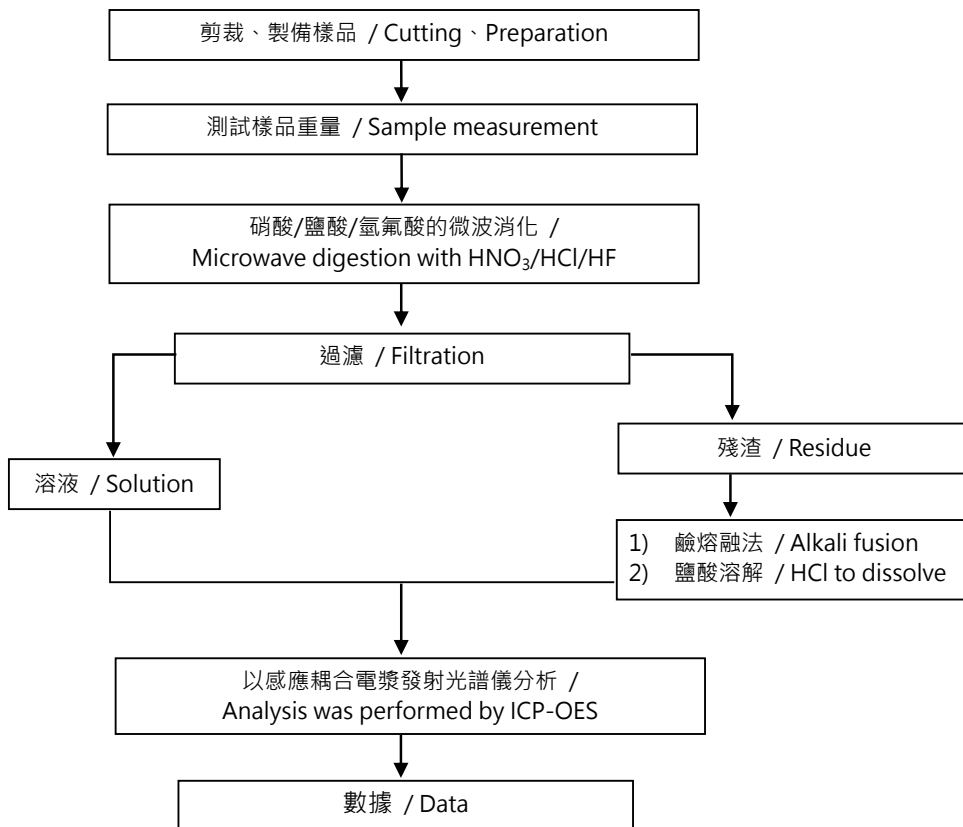 剪裁、製備樣品 / Cutting、Preparation
測試樣品重量 / Sample measurement
硝酸/鹽酸/氫氟酸的微波消化 /
Microwave digestion with HNO₃/HCl/HF
過濾 / Filtration
溶液 / Solution
殘渣 / Residue
1) 鹼熔融法 / Alkali fusion
2) 鹽酸溶解 / HCl to dissolve
以感應耦合電漿發射光譜儀分析 /
Analysis was performed by ICP-OES
數據 / Data